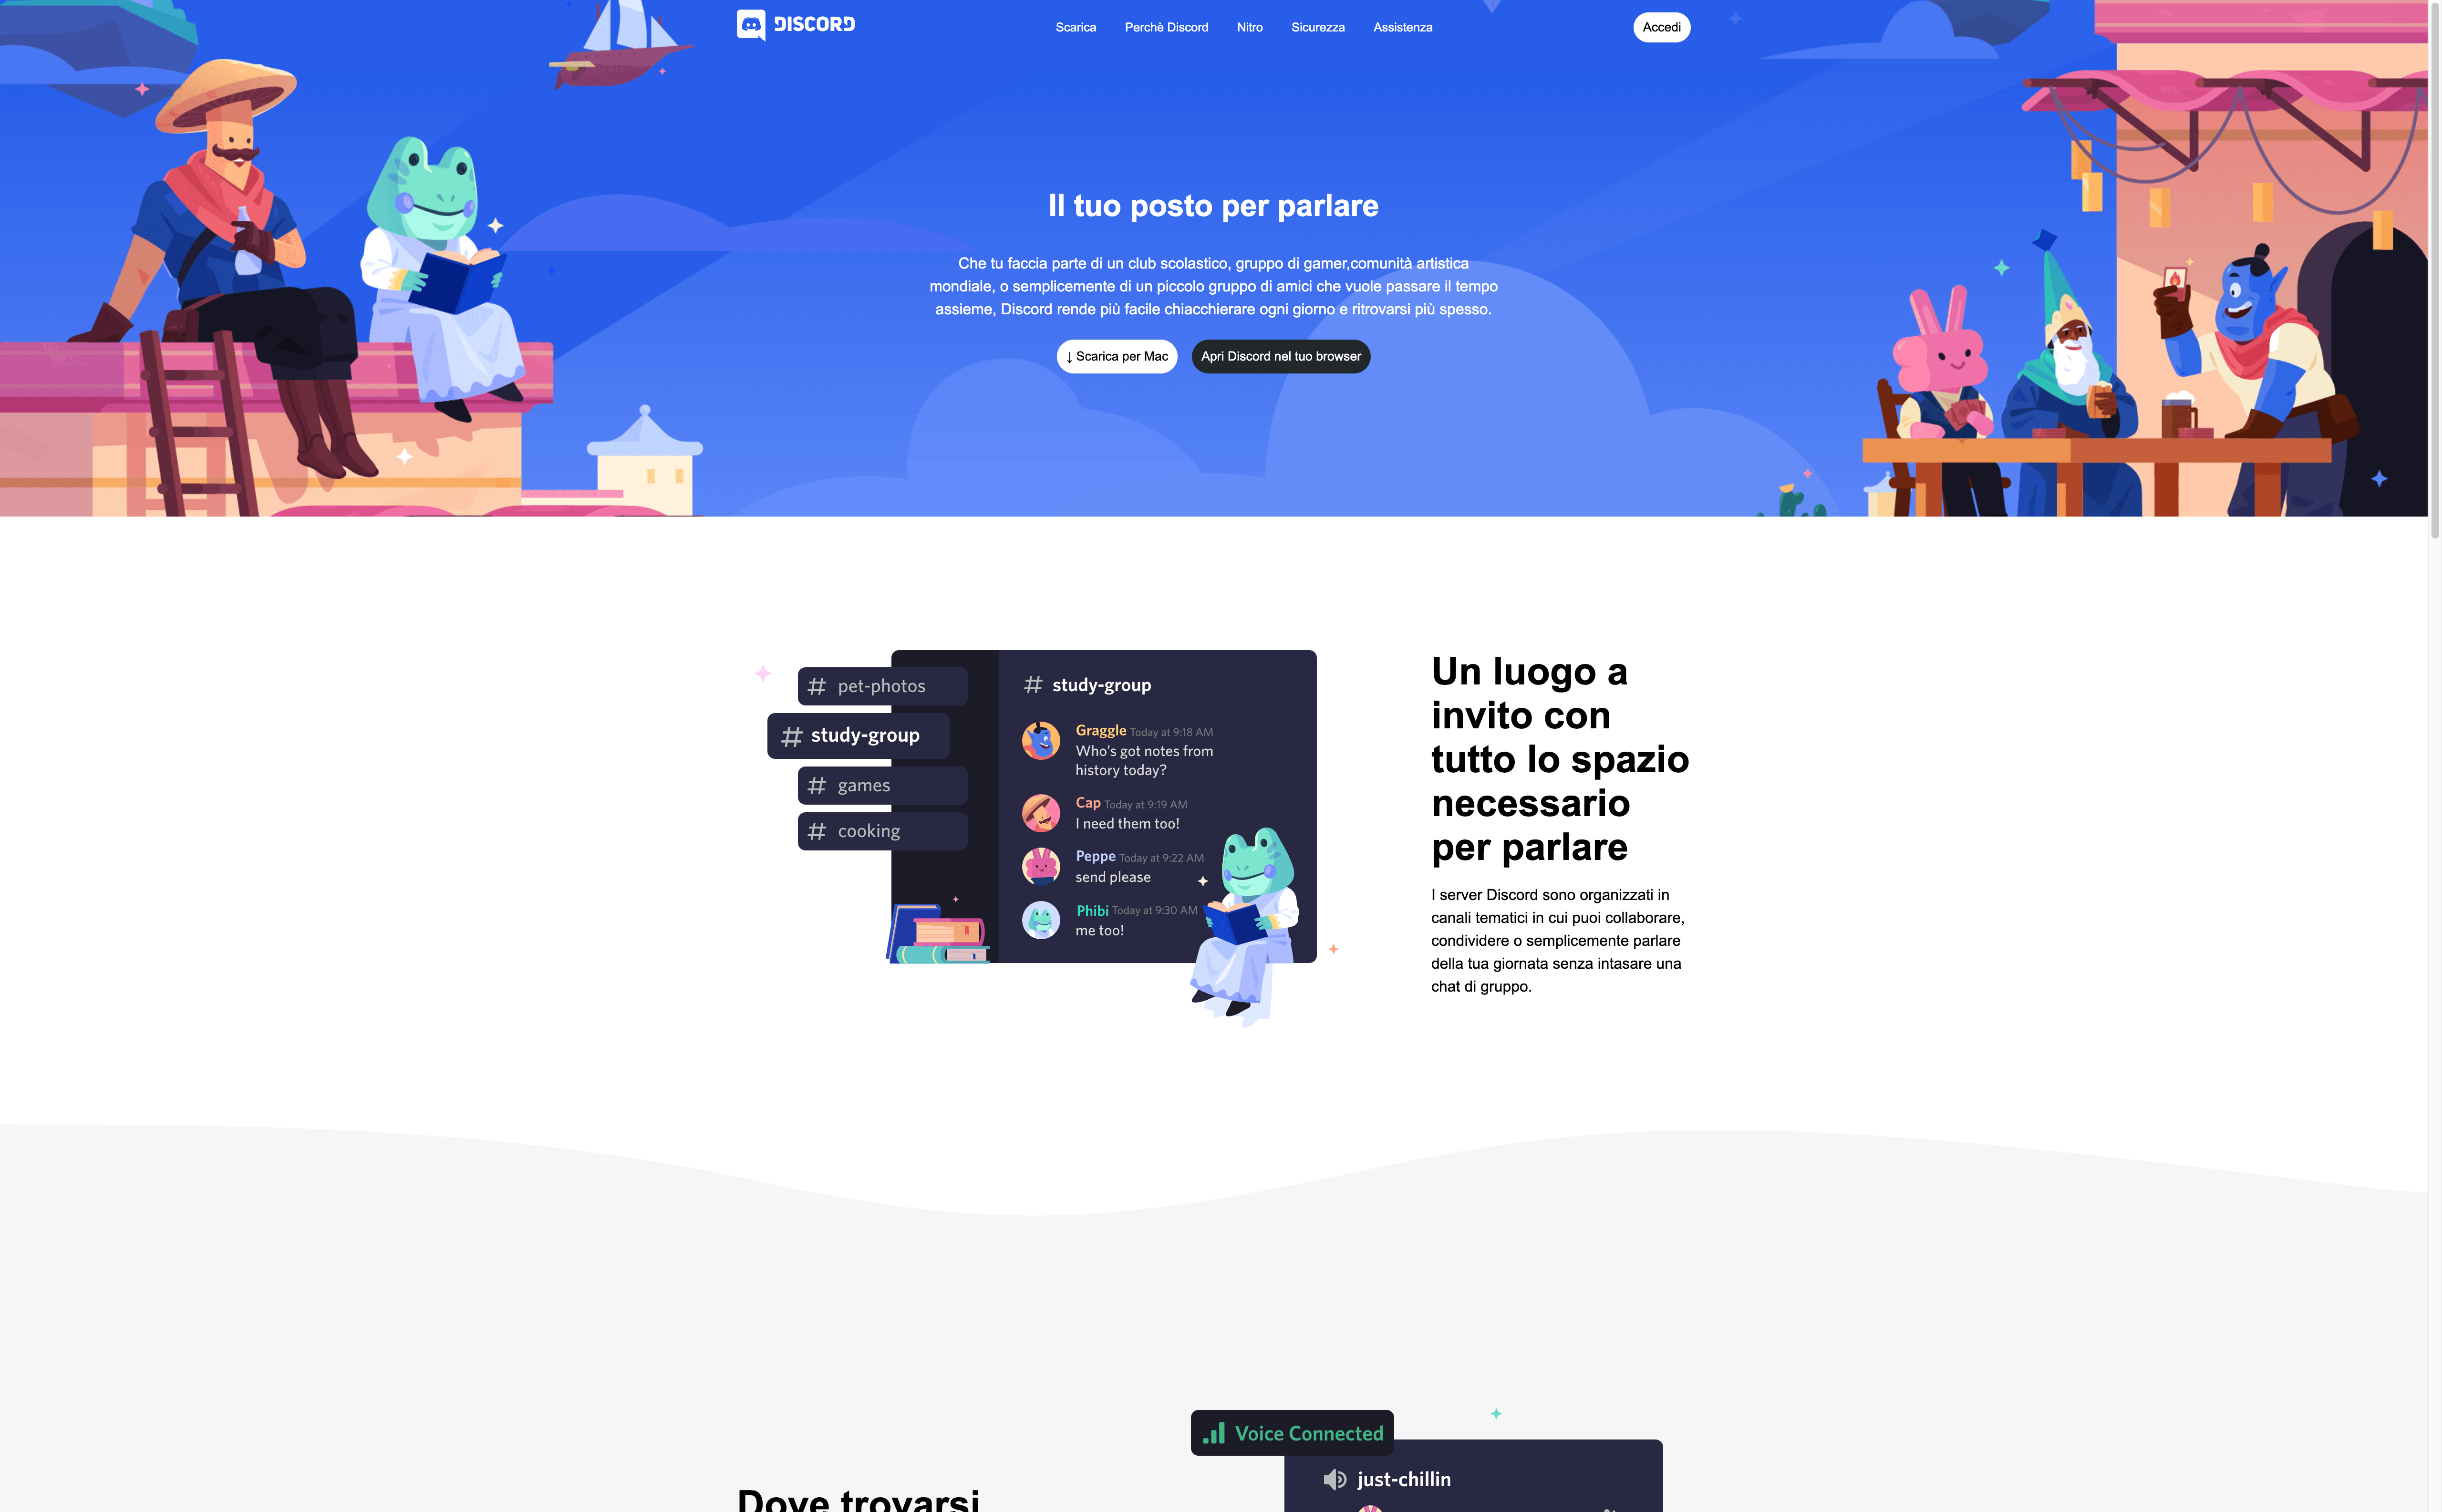 DISCORD
Scarica
Perchè Discord
Nitro
Sicurezza
Assistenza
Accedi
Il tuo posto per parlare
Che tu faccia parte di un club scolastico, gruppo di gamer,comunità artistica
mondiale, o semplicemente di un piccolo gruppo di amici che vuole passare il tempo
assieme, Discord rende più facile chiacchierare ogni giorno e ritrovarsi più spesso.
↓ Scarica per Mac
Apri Discord nel tuo browser
# pet-photos
# study-group
# games
# cooking
# study-group
Graggle Today at 9:18 AM
Who's got notes from
history today?
Cap Today at 9:19 AM
I need them too!
Peppe Today at 9:22 AM
send please
Phibi Today at 9:30 AM
me too!
Un luogo a
invito con
tutto lo spazio
necessario
per parlare
I server Discord sono organizzati in
canali tematici in cui puoi collaborare,
condividere o semplicemente parlare
della tua giornata senza intasare una
chat di gruppo.
Voice Connected
just-chillin
Dove trovarsi